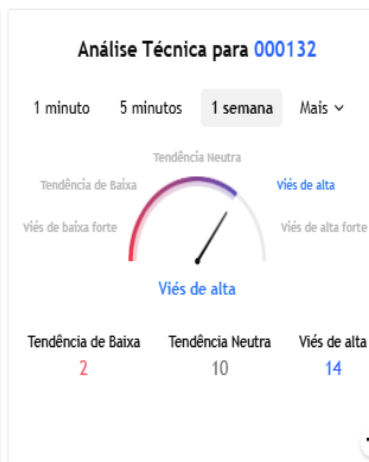 Análise Técnica para 000132
1 minuto 5 minutos 1 semana Mais
Tendência Neutra
Tendência de Baixa Viés de alta
Viés de baixa forte Viés de alta forte
Viés de alta
Tendência de Baixa Tendência Neutra Viés de alta
2 10 14